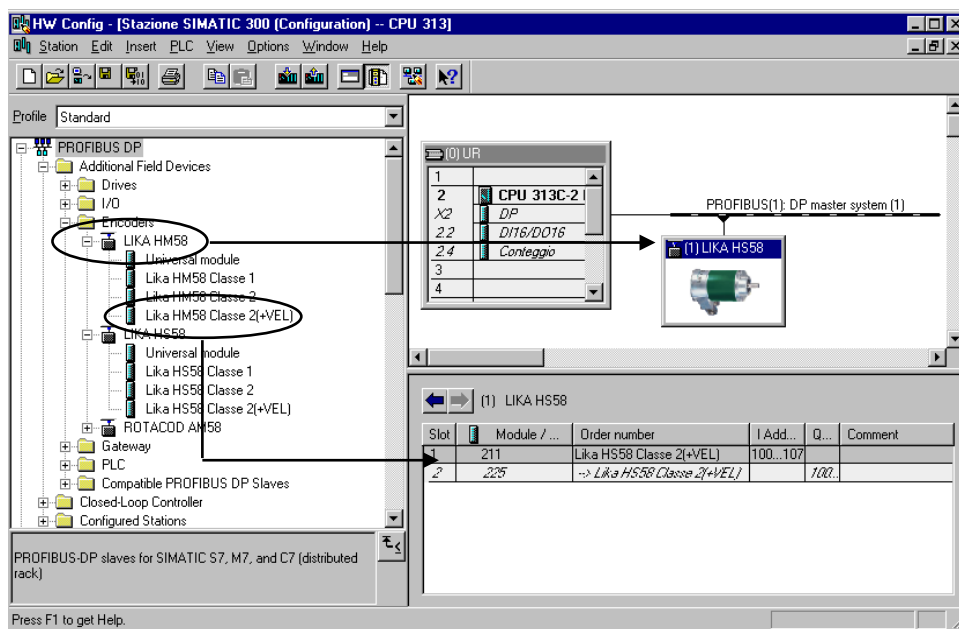 HW Config - [Stazione SIMATIC 300 (Configuration) -- CPU 313]
Station Edit Insert PLC View Options Window Help
Profile Standard
PROFIBUS DP
Additional Field Devices
Drives
I/O
Encoders
LIKA HM58
Universal module
Lika HM58 Classe 1
Lika HM58 Classe 2
Lika HM58 Classe 2(+VEL)
LIKA HS58
Universal module
Lika HS58 Classe 1
Lika HS58 Classe 2
Lika HS58 Classe 2(+VEL)
ROTACOD AM58
Gateway
PLC
Compatible PROFIBUS DP Slaves
Closed-Loop Controller
Configured Stations
PROFIBUS-DP slaves for SIMATIC S7, M7, and C7 (distributed
rack)
Press F1 to get Help.
(0) UR
1
2 CPU 313C-2
X2 DP
2.2 DI16/DO16
2.4 Conteggio
3
4
PROFIBUS(1): DP master system (1)
(1) LIKA HS58
(1) LIKA HS58
Slot Module / ... Order number I Add... Q... Comment
1 211 Lika HS58 Classe 2(+VEL) 100...107
2 225 --> Lika HS58 Classe 2(+VEL) 100..